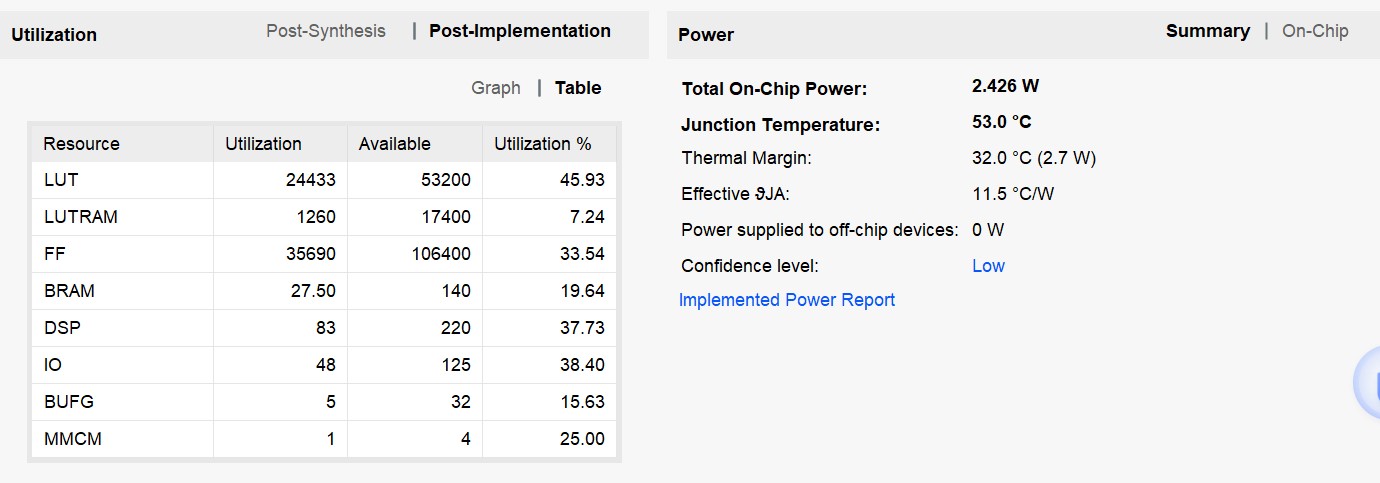 Utilization Post-Synthesis | Post-Implementation
Graph | Table
Resource Utilization Available Utilization %
LUT 24433 53200 45.93
LUTRAM 1260 17400 7.24
FF 35690 106400 33.54
BRAM 27.50 140 19.64
DSP 83 220 37.73
IO 48 125 38.40
BUFG 5 32 15.63
MMCM 1 4 25.00
Power Summary | On-Chip
Total On-Chip Power: 2.426 W
Junction Temperature: 53.0 °C
Thermal Margin: 32.0 °C (2.7 W)
Effective ϑJA: 11.5 °C/W
Power supplied to off-chip devices: 0 W
Confidence level: Low
Implemented Power Report